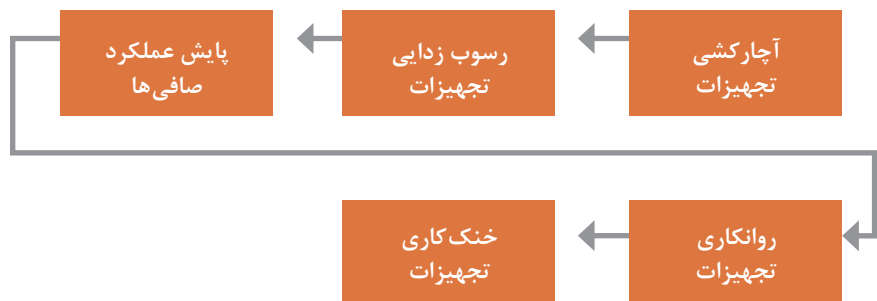 آچارکشی
تجهیزات
رسوب زدایی
تجهیزات
پایش عملکرد
صافی‌ها
روانکاری
تجهیزات
خنک‌کاری
تجهیزات